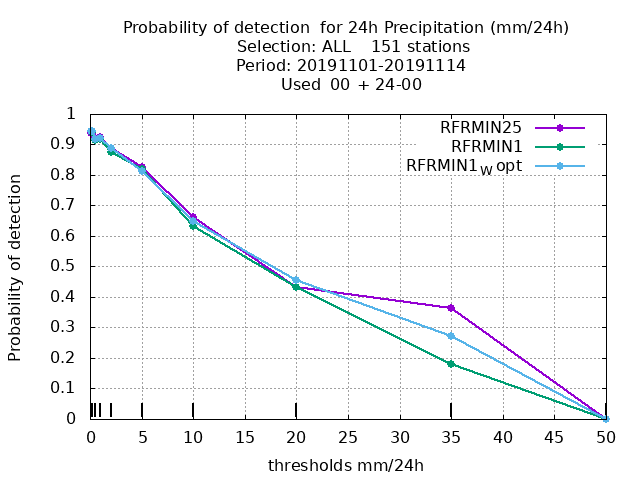 Probability of detection  for 24h Precipitation (mm/24h)
Selection: ALL    151 stations
Period: 20191101-20191114
Used  00 + 24-00
RFRMIN25
RFRMIN1
RFRMIN1W opt
Probability of detection
1
0.9
0.8
0.7
0.6
0.5
0.4
0.3
0.2
0.1
0
0 5 10 15 20 25 30 35 40 45 50
thresholds mm/24h